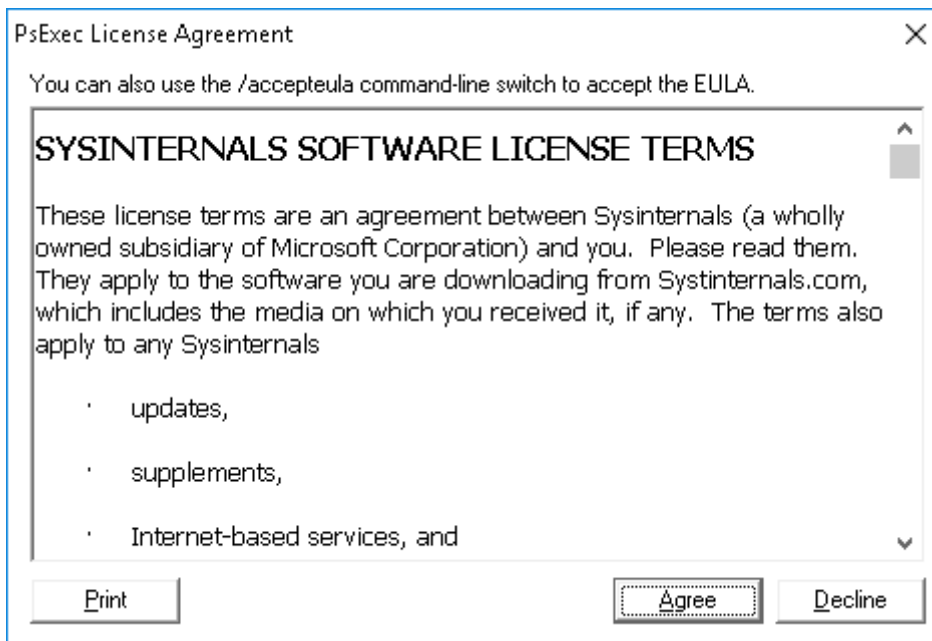 PsExec License Agreement
You can also use the /accepteula command-line switch to accept the EULA.
SYSINTERNALS SOFTWARE LICENSE TERMS
These license terms are an agreement between Sysinternals (a wholly
owned subsidiary of Microsoft Corporation) and you.  Please read them.
They apply to the software you are downloading from Systinternals.com,
which includes the media on which you received it, if any.  The terms also
apply to any Sysinternals
· updates,
· supplements,
· Internet-based services, and
Print Agree Decline